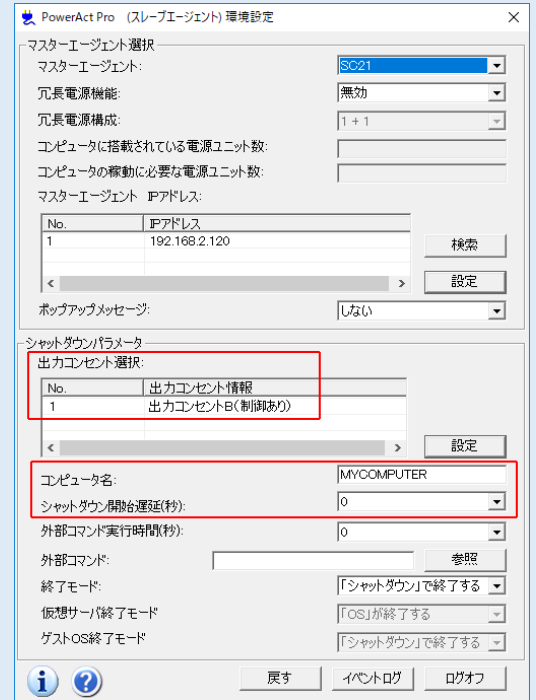 PowerAct Pro (スレーブエージェント) 環境設定
マスターエージェント選択
マスターエージェント: SC21
冗長電源機能: 無効
冗長電源構成: 1 + 1
コンピュータに搭載されている電源ユニット数:
コンピュータの稼動に必要な電源ユニット数:
マスターエージェント IPアドレス:
No. IPアドレス
1 192.168.2.120
検索
設定
ポップアップメッセージ: しない
シャットダウンパラメータ
出力コンセント選択:
No. 出力コンセント情報
1 出力コンセントB(制御あり)
設定
コンピュータ名: MYCOMPUTER
シャットダウン開始遅延(秒): 0
外部コマンド実行時間(秒): 0
外部コマンド: 参照
終了モード: 「シャットダウン」で終了する
仮想サーバ終了モード 「OS」が終了する
ゲストOS終了モード 「シャットダウン」で終了する
戻す イベントログ ログオフ